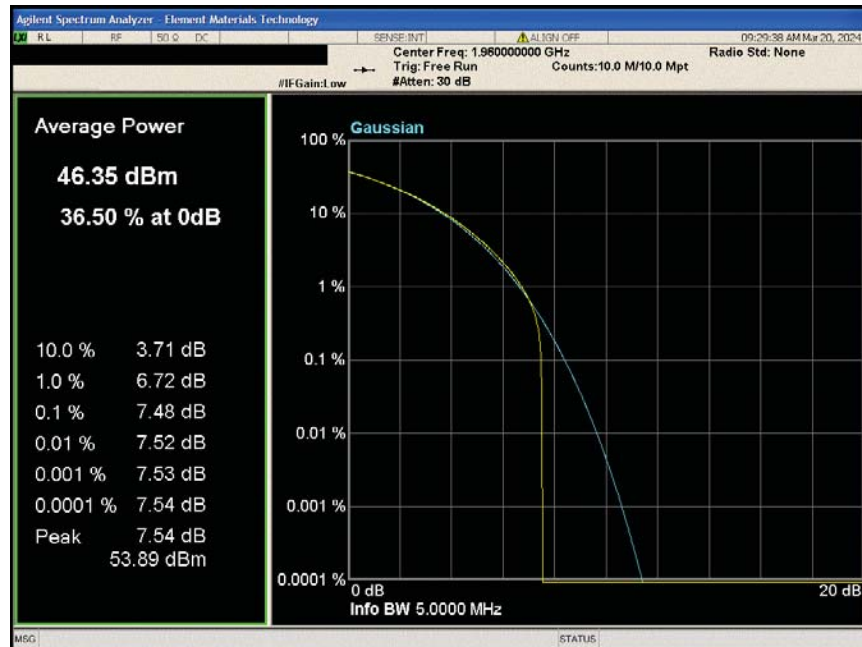 Agilent Spectrum Analyzer - Element Materials Technology
LXI RL RF 50 Ω DC SENSE:INT ALIGN OFF 09:29:38 AM Mar 20, 2024
Center Freq: 1.980000000 GHz Radio Std: None
Trig: Free Run Counts:10.0 M/10.0 Mpt
#IFGain:Low #Atten: 30 dB
Average Power
46.35 dBm
36.50 % at 0dB
10.0 % 3.71 dB
1.0 % 6.72 dB
0.1 % 7.48 dB
0.01 % 7.52 dB
0.001 % 7.53 dB
0.0001 % 7.54 dB
Peak 7.54 dB
53.89 dBm
Gaussian
100 %
10 %
1 %
0.1 %
0.01 %
0.001 %
0.0001 %
0 dB 20 dB
Info BW 5.0000 MHz
MSG STATUS